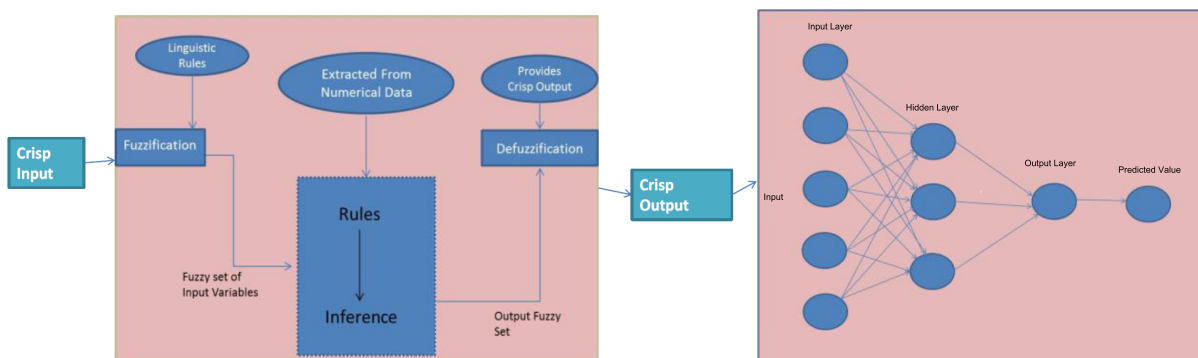 Crisp
Input
Linguistic
Rules
Fuzzification
Extracted From
Numerical Data
Provides
Crisp Output
Defuzzification
Rules
Inference
Fuzzy set of
Input Variables
Output Fuzzy
Set
Crisp
Output
Input Layer
Hidden Layer
Output Layer
Predicted Value
Input